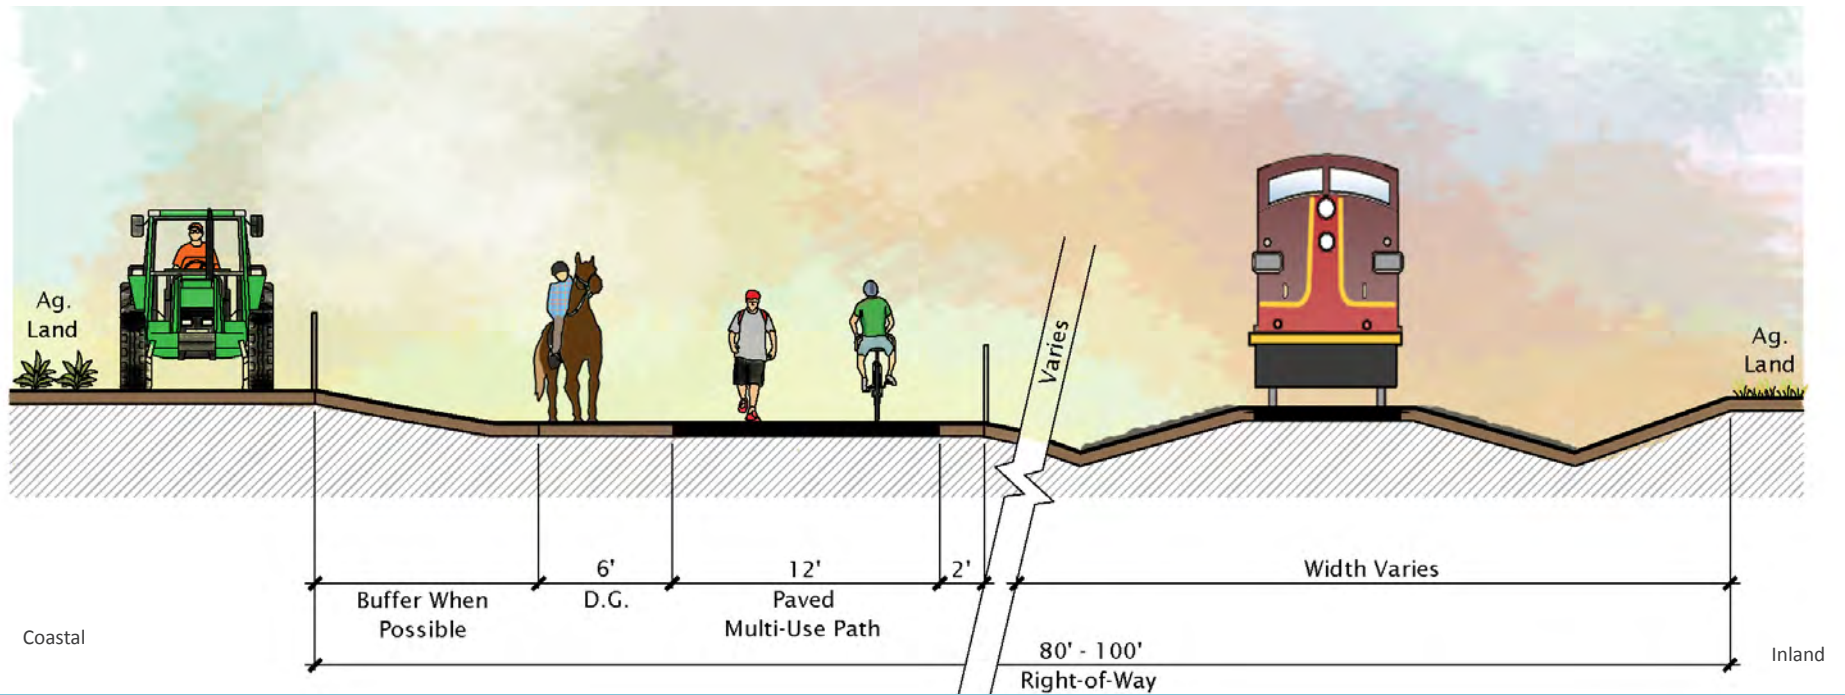 Ag.
Land
Varies
Ag.
Land
6'
12'
2'
Width Varies
Buffer When
Possible
D.G.
Paved
Multi-Use Path
Coastal
80' - 100'
Right-of-Way
Inland